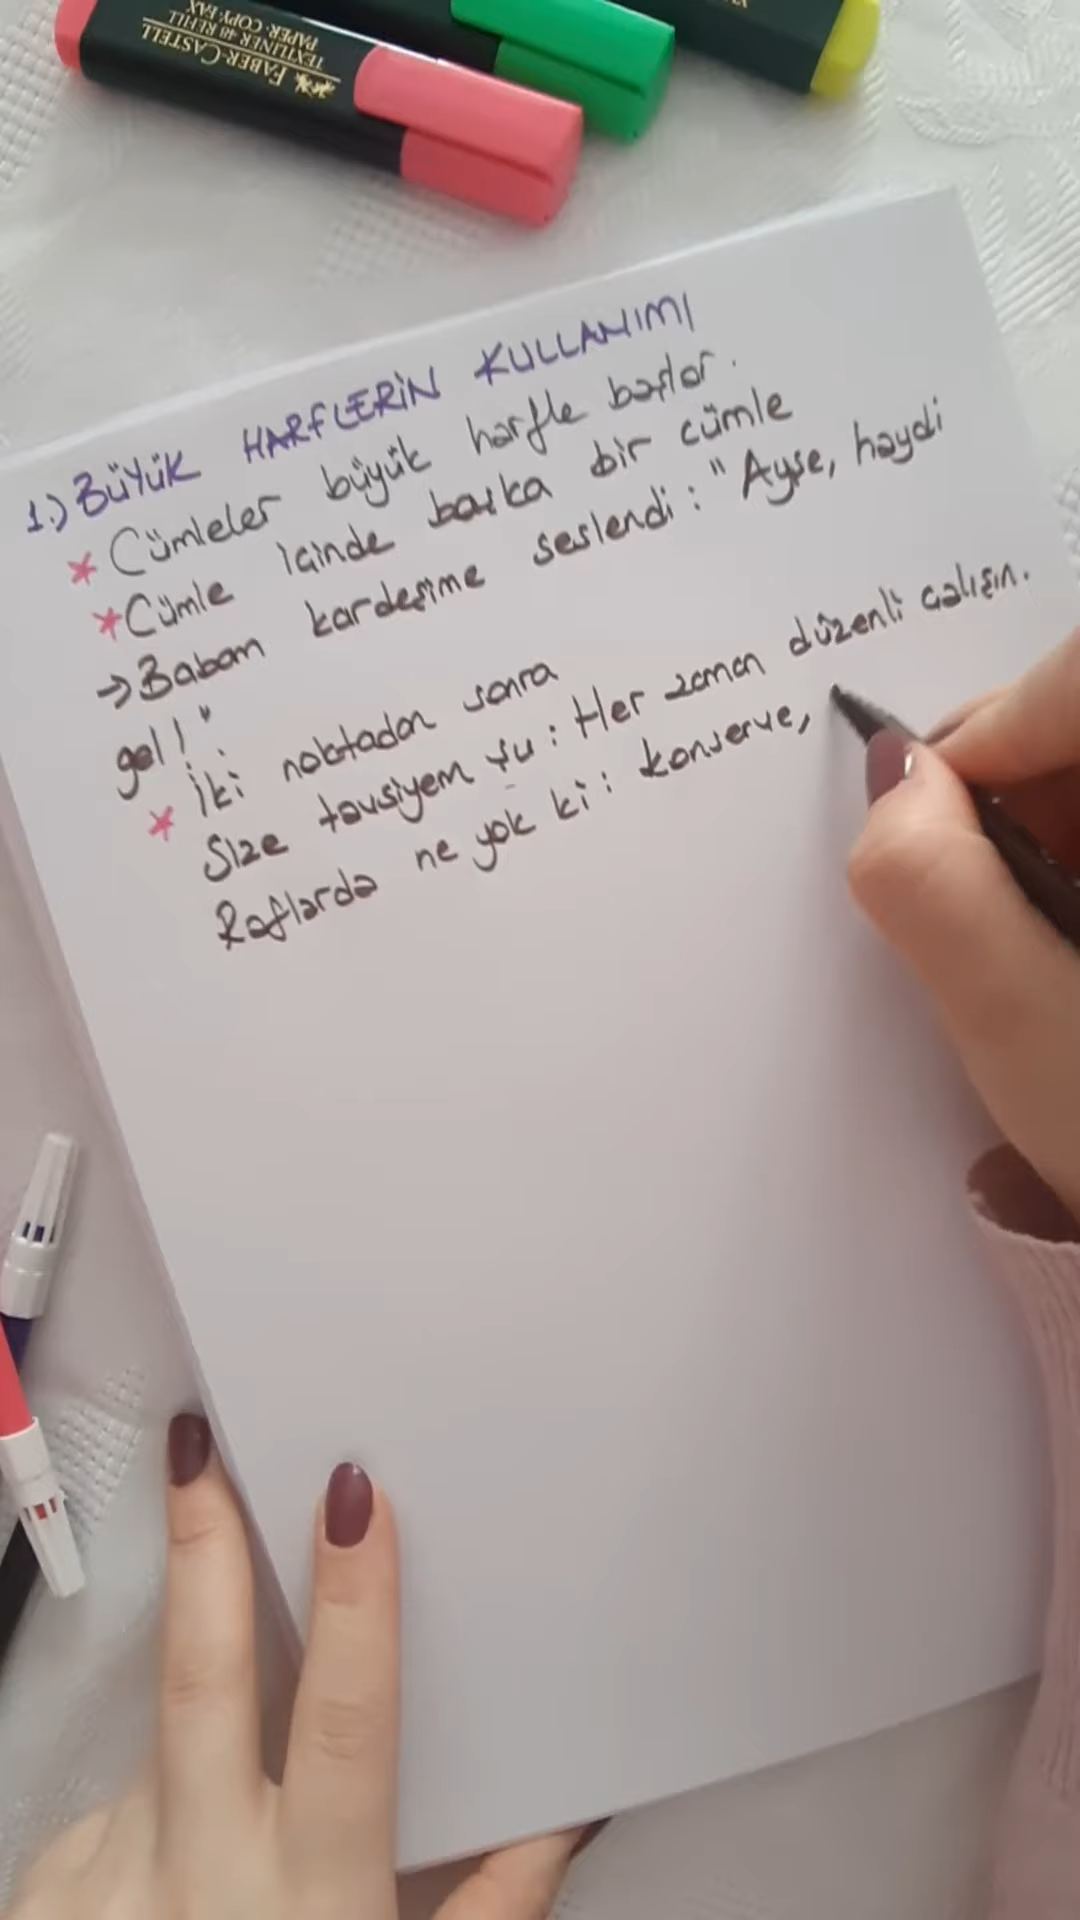 FABER-CASTELL
TEXTLINER 48 REFILL
PAPER·COPY·FAX
1.) BÜYÜK HARFLERİN KULLANIMI
* Cümleler büyük harfle başlar.
* Cümle içinde başka bir cümle
→ Babam kardeşime seslendi : "Ayşe, haydi
gel!"
* İki noktadan sonra
Size tavsiyem şu : Her zaman düzenli çalışın.
Raflarda ne yok ki : konserve,